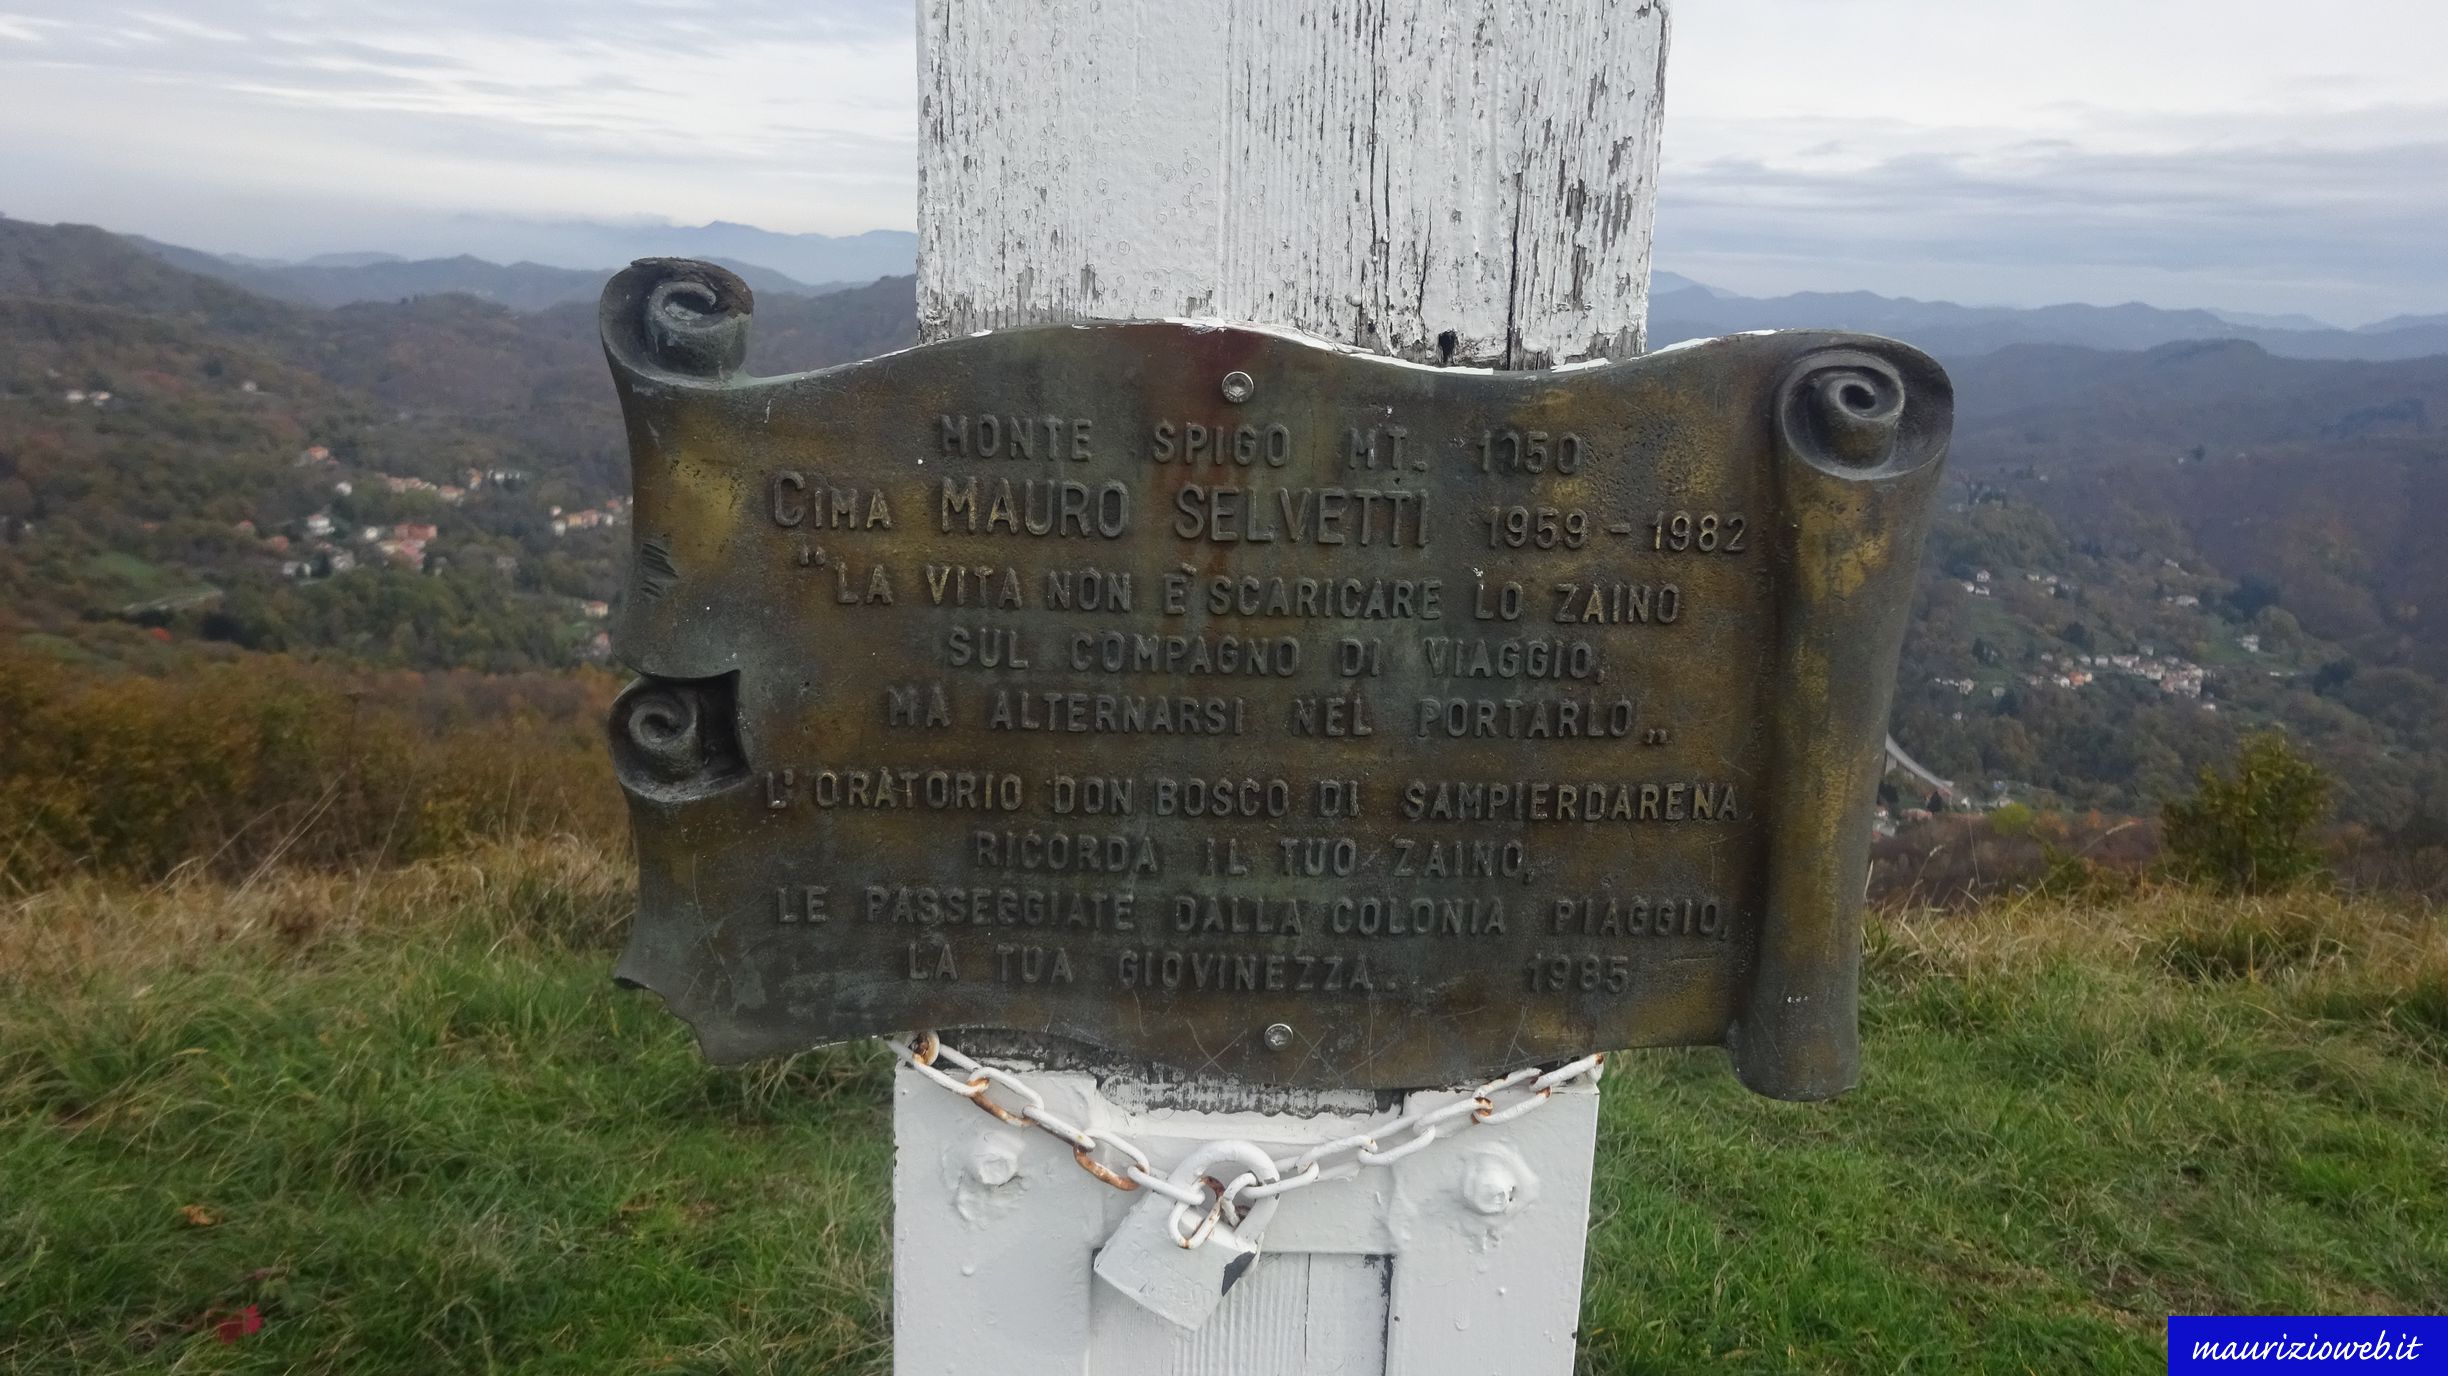 MONTE SPIGO MT. 1050
CIMA MAURO SELVETTI 1959 - 1982
"LA VITA NON È SCARICARE LO ZAINO
SUL COMPAGNO DI VIAGGIO,
MA ALTERNARSI NEL PORTARLO„
L'ORATORIO DON BOSCO DI SAMPIERDARENA
RICORDA IL TUO ZAINO,
LE PASSEGGIATE DALLA COLONIA PIAGGIO,
LA TUA GIOVINEZZA.. 1985
maurizioweb.it